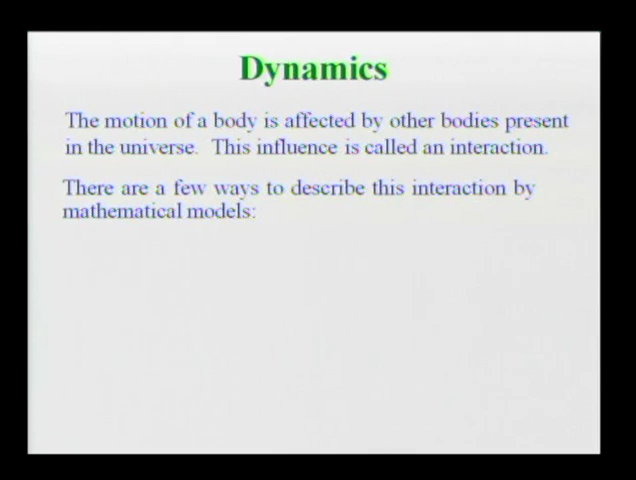 Dynamics
The motion of a body is affected by other bodies present
in the universe. This influence is called an interaction.
There are a few ways to describe this interaction by
mathematical models: